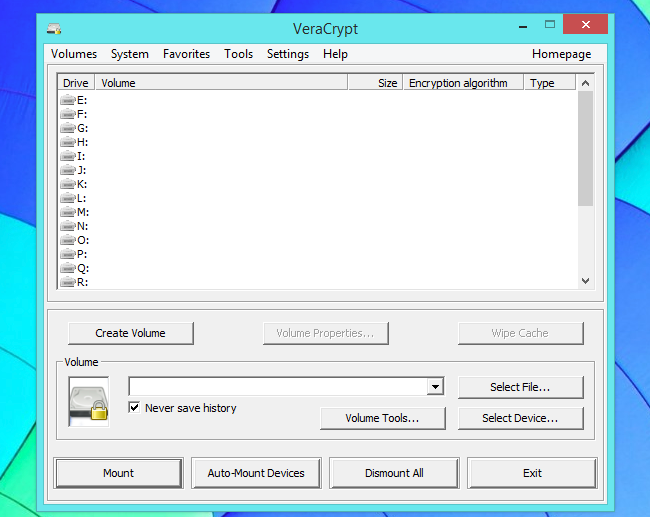 VeraCrypt
Volumes System Favorites Tools Settings Help Homepage
Drive Volume Size Encryption algorithm Type
E:
F:
G:
H:
I:
J:
K:
L:
M:
N:
O:
P:
Q:
R:
Create Volume Volume Properties... Wipe Cache
Volume
Select File...
Never save history
Volume Tools... Select Device...
Mount Auto-Mount Devices Dismount All Exit